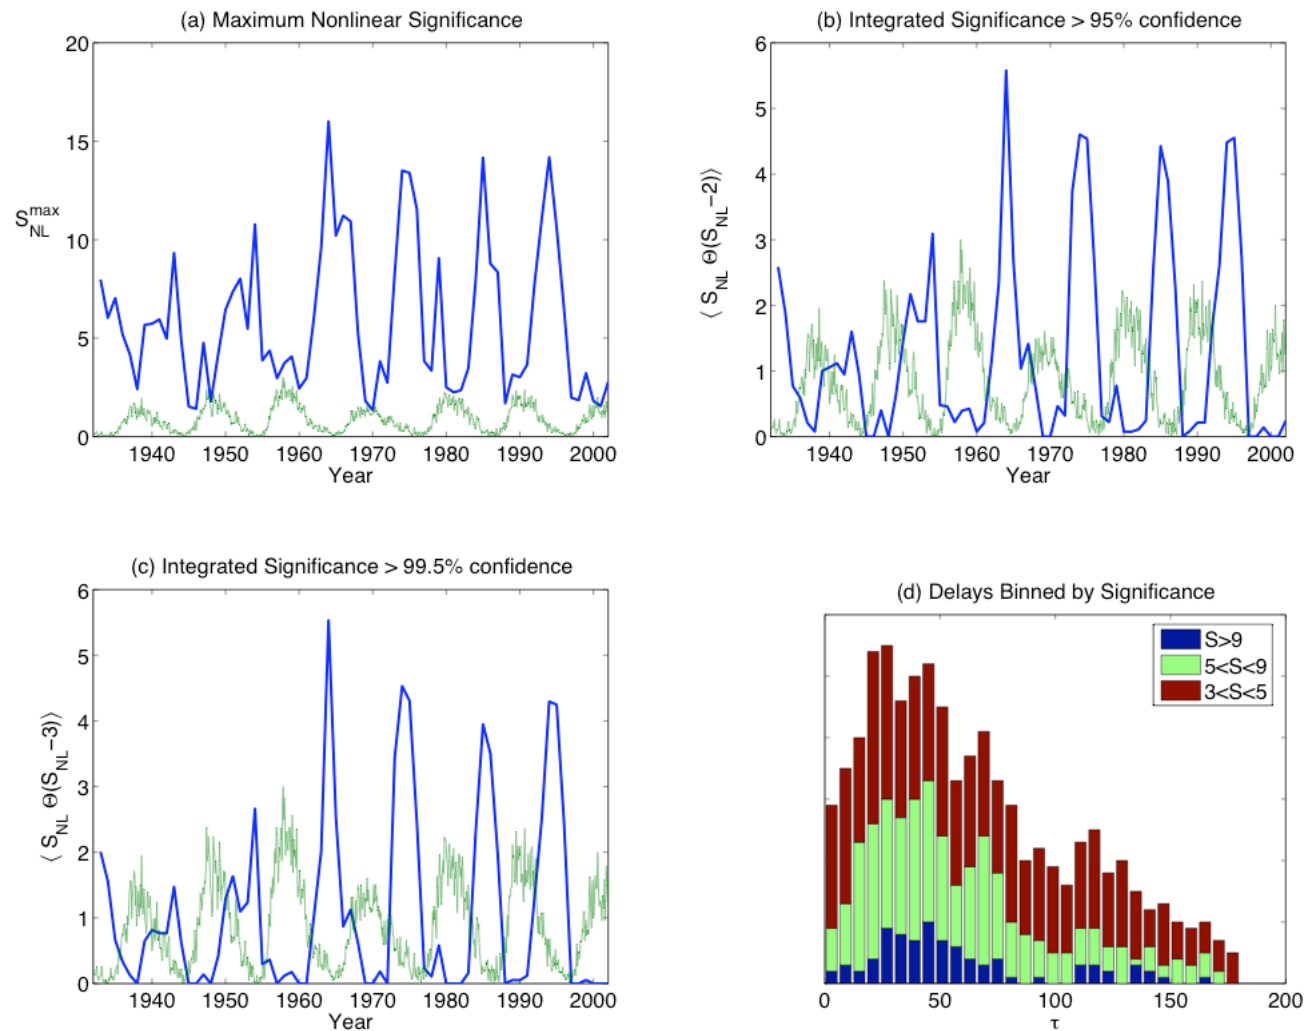 (a) Maximum Nonlinear Significance
20
15
10
5
0
S_NL^max
1940 1950 1960 1970 1980 1990 2000
Year
(b) Integrated Significance > 95% confidence
6
5
4
3
2
1
0
⟨ S_NL Θ(S_NL−2)⟩
1940 1950 1960 1970 1980 1990 2000
Year
(c) Integrated Significance > 99.5% confidence
6
5
4
3
2
1
0
⟨ S_NL Θ(S_NL−3)⟩
1940 1950 1960 1970 1980 1990 2000
Year
(d) Delays Binned by Significance
S>9
5<S<9
3<S<5
0 50 100 150 200
τ